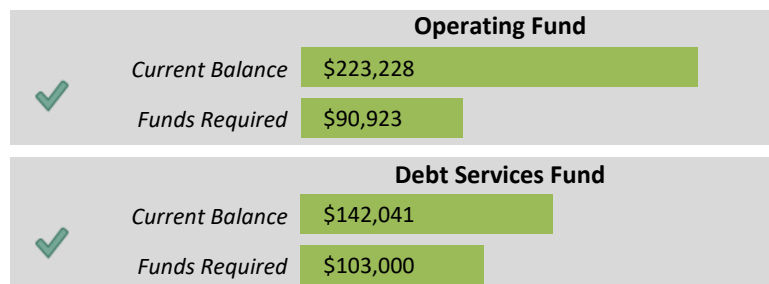 Operating Fund
Current Balance $223,228
Funds Required $90,923
Debt Services Fund
Current Balance $142,041
Funds Required $103,000